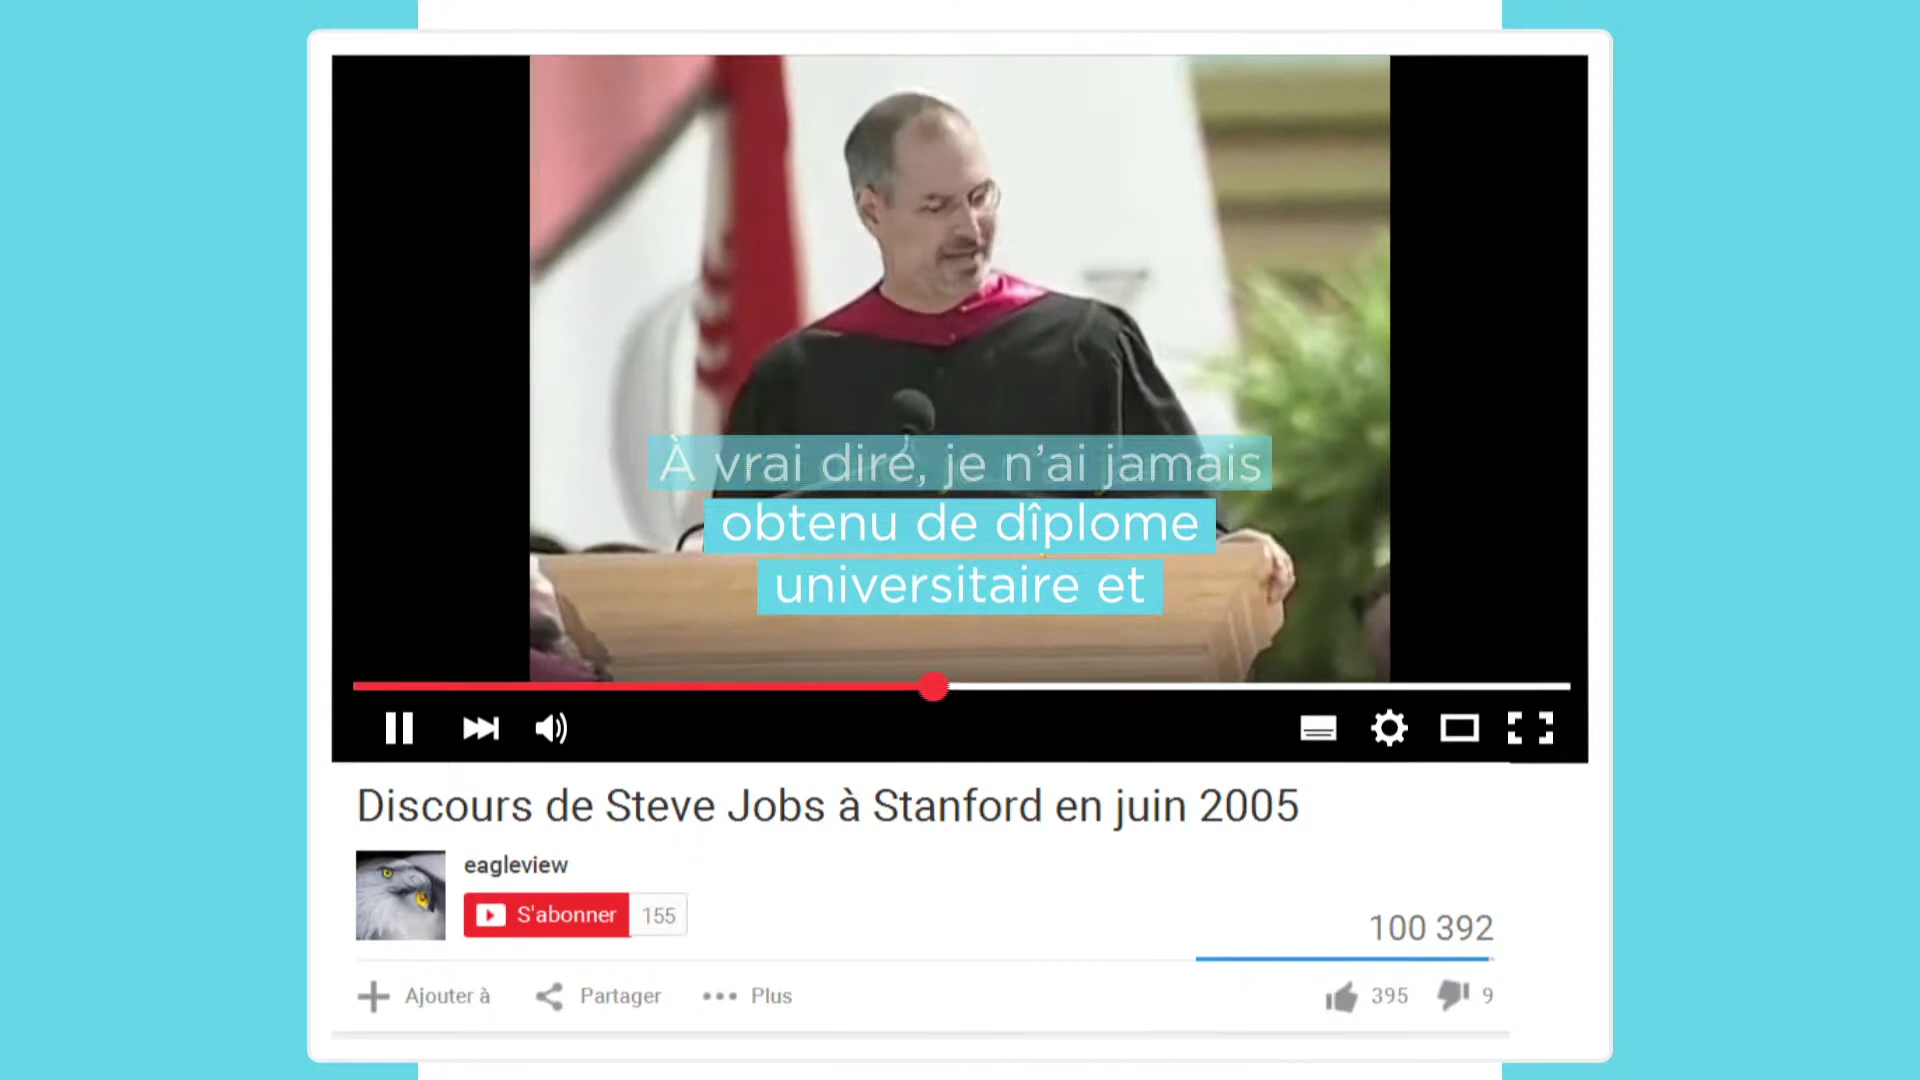 À vrai dire, je n’ai jamais
obtenu de dîplome
universitaire et
Discours de Steve Jobs à Stanford en juin 2005
eagleview
S'abonner 155
100 392
Ajouter à Partager Plus 395 9